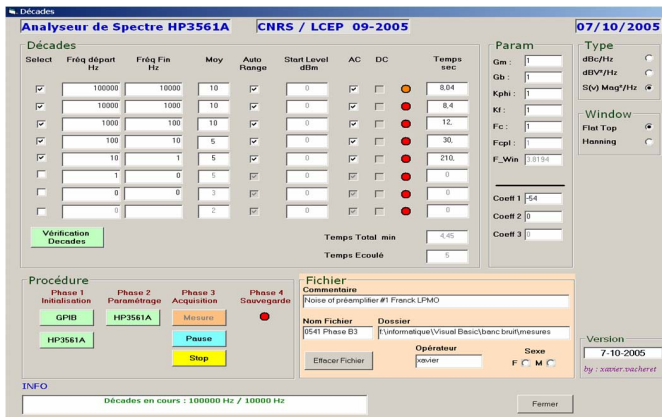 Décades
Analyseur de Spectre HP3561A CNRS / LCEP 09-2005 07/10/2005
Décades
Select Fréq départ Hz Fréq Fin Hz Moy Auto Range Start Level dBm AC DC Temps sec
100000 10000 10 0 8,04
10000 1000 10 0 8,4
1000 100 10 0 12,
100 10 5 0 30,
10 1 5 0 210,
1 0 5 0 0
0 0 3 0 0
0 2 0 0
Vérification Decades
Temps Total min 4,45
Temps Ecoulé 5
Param
Gm : 1
Gb : 1
Kphi : 1
Kf : 1
Fc : 1
Fcpl : 1
F_Win 3,8194
Coeff 1 -54
Coeff 2 0
Coeff 3 0
Type
dBc/Hz
dBV²/Hz
S(v) Mag²/Hz
Window
Flat Top
Hanning
Procédure
Phase 1 Initialisation Phase 2 Paramétrage Phase 3 Acquisition Phase 4 Sauvegarde
GPIB HP3561A Mesure
HP3561A Pause
Stop
Fichier
Commentaire
Noise of préamplifier #1 Franck LPMO
Nom Fichier Dossier
0541 Phase B3 f:\informatique\Visual Basic\banc bruit\mesures
Effacer Fichier
Opérateur Sexe
xavier F M
Version
7-10-2005
by : xavier.vacheret
INFO
Décades en cours : 100000 Hz / 10000 Hz
Fermer